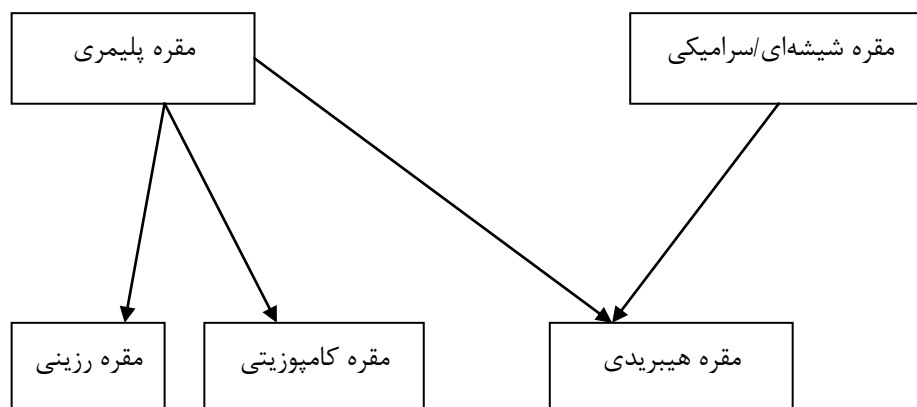 مقره شیشه‌ای/سرامیکی
مقره پلیمری
مقره هیبریدی
مقره کامپوزیتی
مقره رزینی